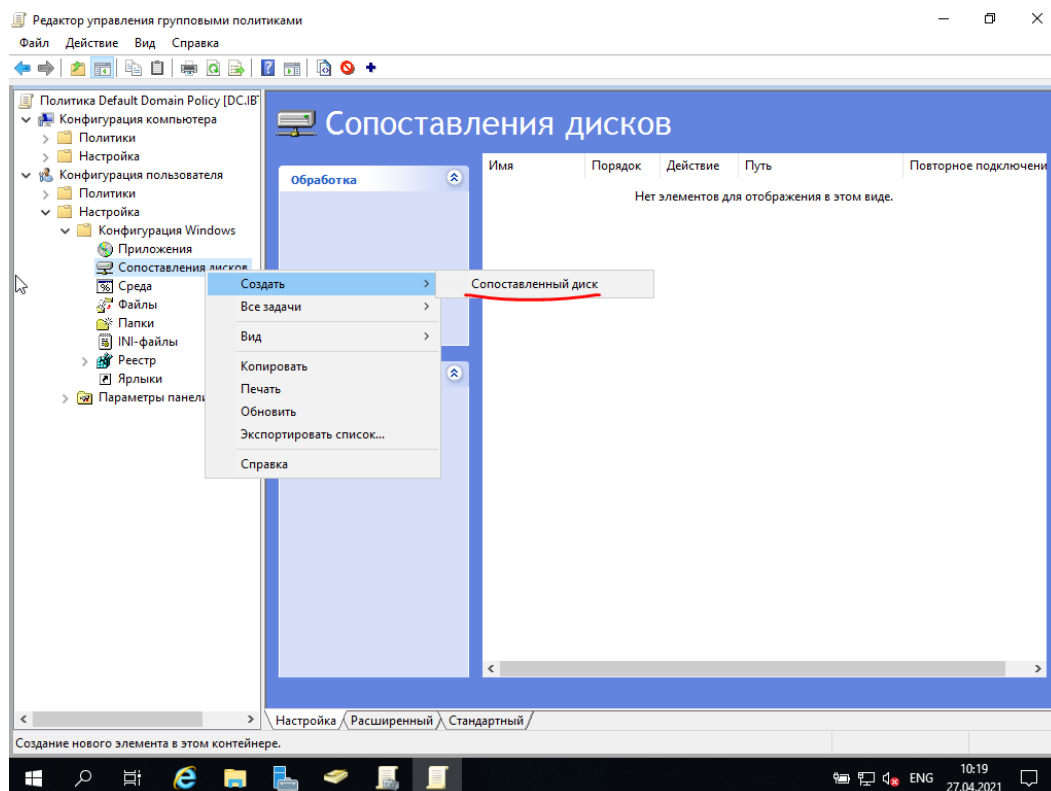 Редактор управления групповыми политиками
Файл Действие Вид Справка
Политика Default Domain Policy [DC.IB
Конфигурация компьютера
Политики
Настройка
Конфигурация пользователя
Политики
Настройка
Конфигурация Windows
Приложения
Сопоставления дисков
Среда
Файлы
Папки
INI-файлы
Реестр
Ярлыки
Параметры панел
Создать
Все задачи
Вид
Копировать
Печать
Обновить
Экспортировать список...
Справка
Сопоставленный диск
Сопоставления дисков
Обработка
Имя Порядок Действие Путь Повторное подключени
Нет элементов для отображения в этом виде.
Настройка Расширенный Стандартный
Создание нового элемента в этом контейнере.
ENG
10:19
27.04.2021